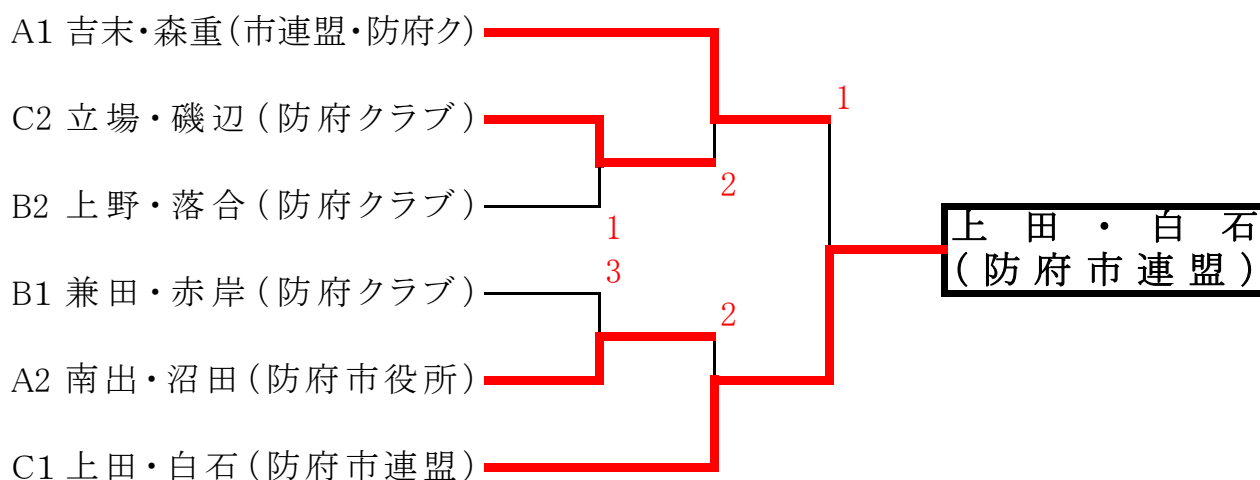 A1 吉末・森重(市連盟・防府ク)
1
C2 立場・磯辺(防府クラブ)
2
B2 上野・落合(防府クラブ)
1
上田・白石
(防府市連盟)
3
B1 兼田・赤岸(防府クラブ)
2
A2 南出・沼田(防府市役所)
C1 上田・白石(防府市連盟)